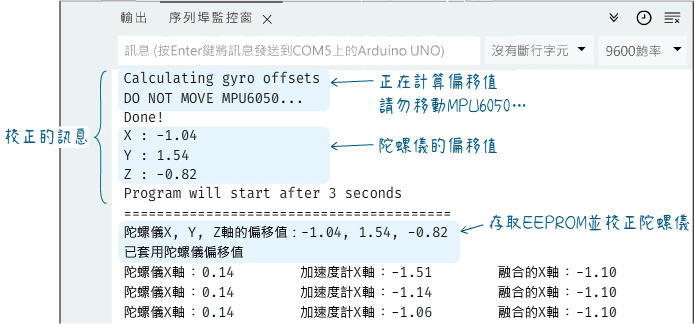 輸出 序列埠監控窗 ×
訊息 (按Enter鍵將訊息發送到COM5上的Arduino UNO) 沒有斷行字元 9600鮑率
Calculating gyro offsets
正在計算偏移值
DO NOT MOVE MPU6050...
請勿移動MPU6050…
Done!
校正的訊息
X : -1.04
Y : 1.54
陀螺儀的偏移值
Z : -0.82
Program will start after 3 seconds
========================================
存取EEPROM並校正陀螺儀
陀螺儀X, Y, Z軸的偏移值：-1.04, 1.54, -0.82
已套用陀螺儀偏移值
陀螺儀X軸：0.14 加速度計X軸：-1.51 融合的X軸：-1.10
陀螺儀X軸：0.14 加速度計X軸：-1.14 融合的X軸：-1.10
陀螺儀X軸：0.14 加速度計X軸：-1.06 融合的X軸：-1.10